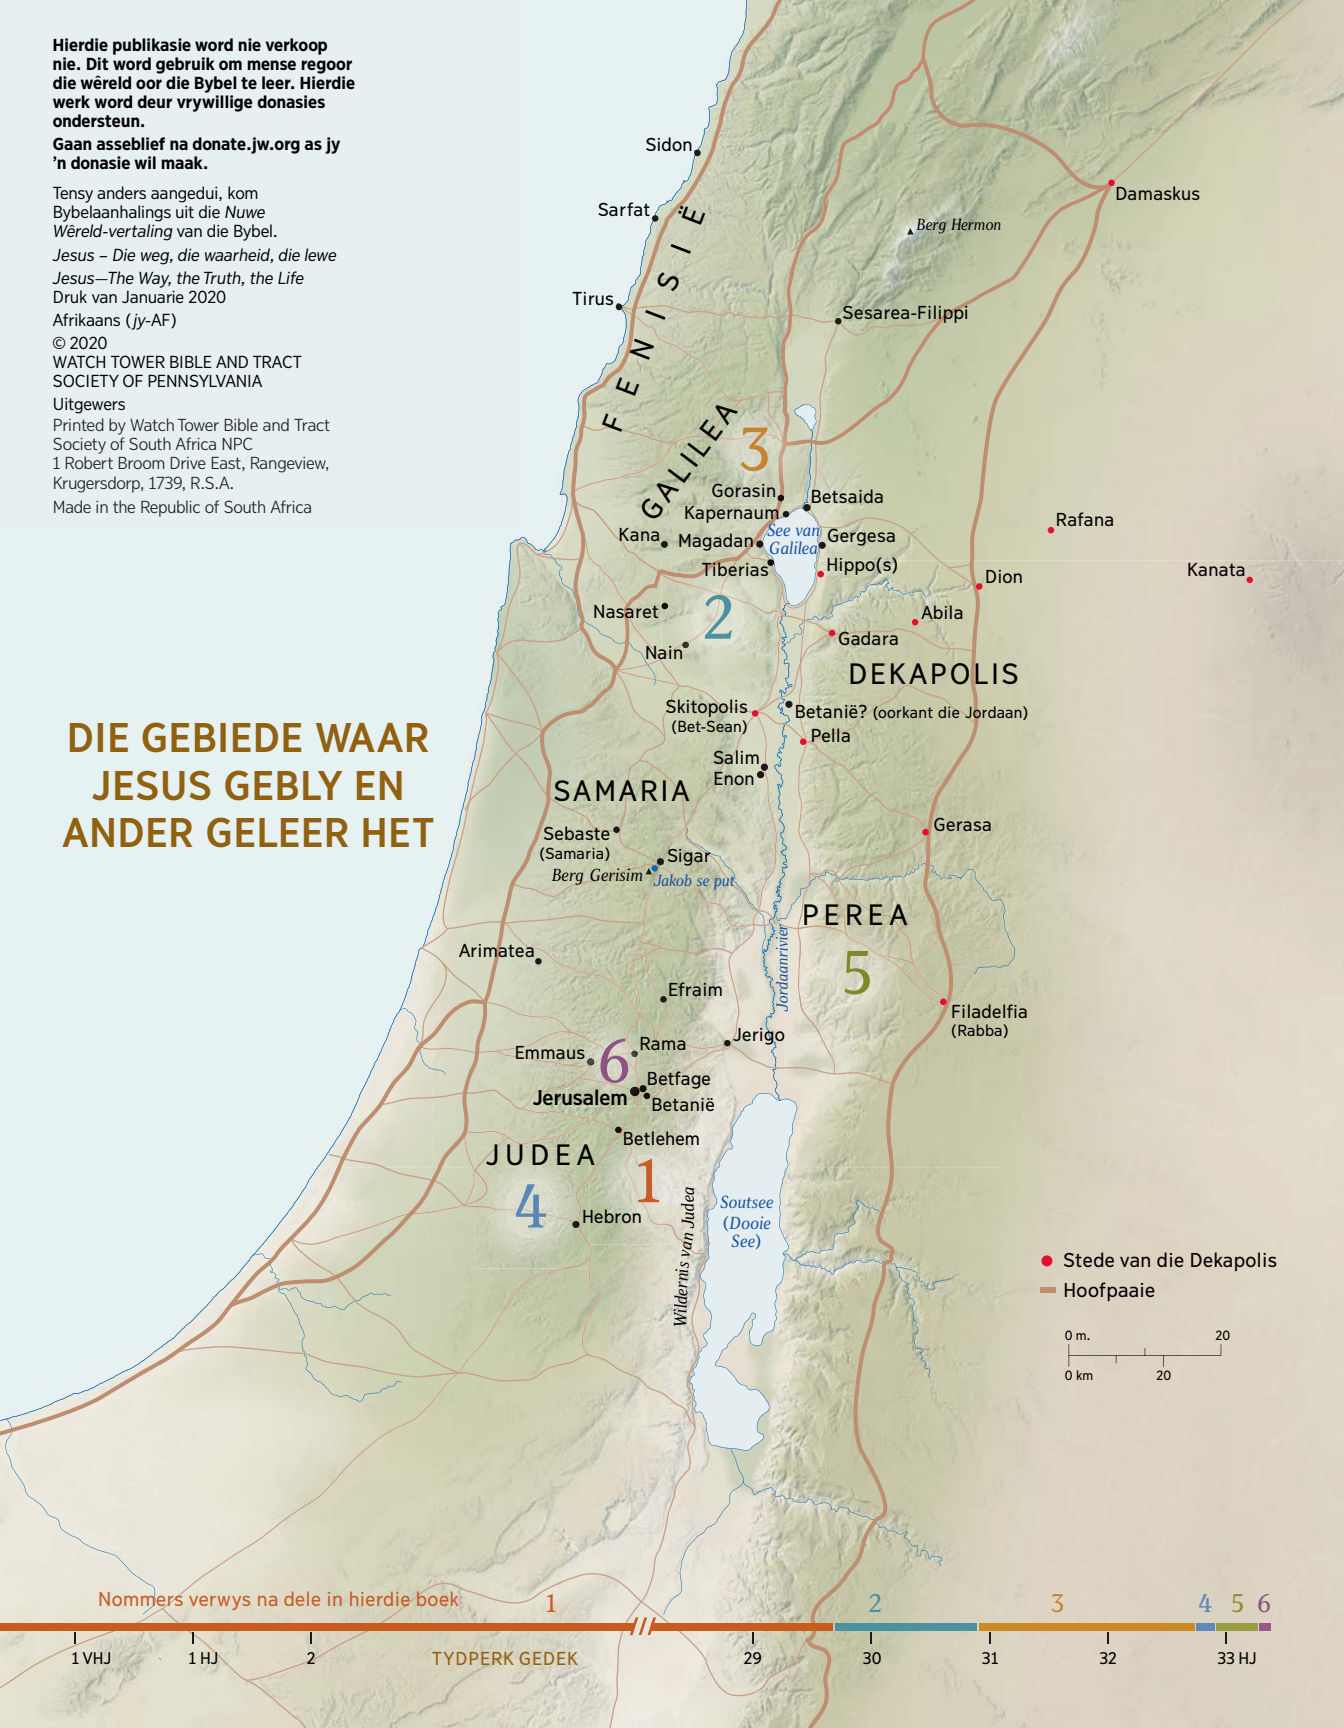 Hierdie publikasie word nie verkoop
nie. Dit word gebruik om mense regoor
die wêreld oor die Bybel te leer. Hierdie
werk word deur vrywillige donasies
ondersteun.
Gaan asseblief na donate.jw.org as jy
’n donasie wil maak.
Tensy anders aangedui, kom
Bybelaanhalings uit die Nuwe
Wêreld-vertaling van die Bybel.
Jesus – Die weg, die waarheid, die lewe
Jesus—The Way, the Truth, the Life
Druk van Januarie 2020
Afrikaans (jy-AF)
© 2020
WATCH TOWER BIBLE AND TRACT
SOCIETY OF PENNSYLVANIA
Uitgewers
Printed by Watch Tower Bible and Tract
Society of South Africa NPC
1 Robert Broom Drive East, Rangeview,
Krugersdorp, 1739, R.S.A.
Made in the Republic of South Africa
DIE GEBIEDE WAAR
JESUS GEBLY EN
ANDER GELEER HET
Sidon
Damaskus
Sarfat
Berg Hermon
FENISIË
Tirus
Sesarea-Filippi
GALILEA
3
Gorasin
Betsaida
Kapernaum
Rafana
See van
Galilea
Kana
Magadan
Gergesa
Tiberias
Hippo(s)
Kanata
Dion
Nasaret
2
Abila
Gadara
Nain
DEKAPOLIS
Skitopolis
(Bet-Sean)
Betanië? (oorkant die Jordaan)
Pella
Salim
Enon
SAMARIA
Sebaste
(Samaria)
Gerasa
Sigar
Berg Gerisim
Jakob se put
PEREA
5
Jordaanrivier
Arimatea
Efraim
Filadelfia
(Rabba)
Jerigo
Rama
Emmaus
6
Betfage
Jerusalem
Betanië
Betlehem
JUDEA
1
4
Hebron
Wildernis van Judea
Soutsee
(Dooie
See)
Stede van die Dekapolis
Hoofpaaie
0 m. 20
0 km 20
Nommers verwys na dele in hierdie boek
1 2 3 4 5 6
1 VHJ 1 HJ 2 TYDPERK GEDEK 29 30 31 32 33 HJ